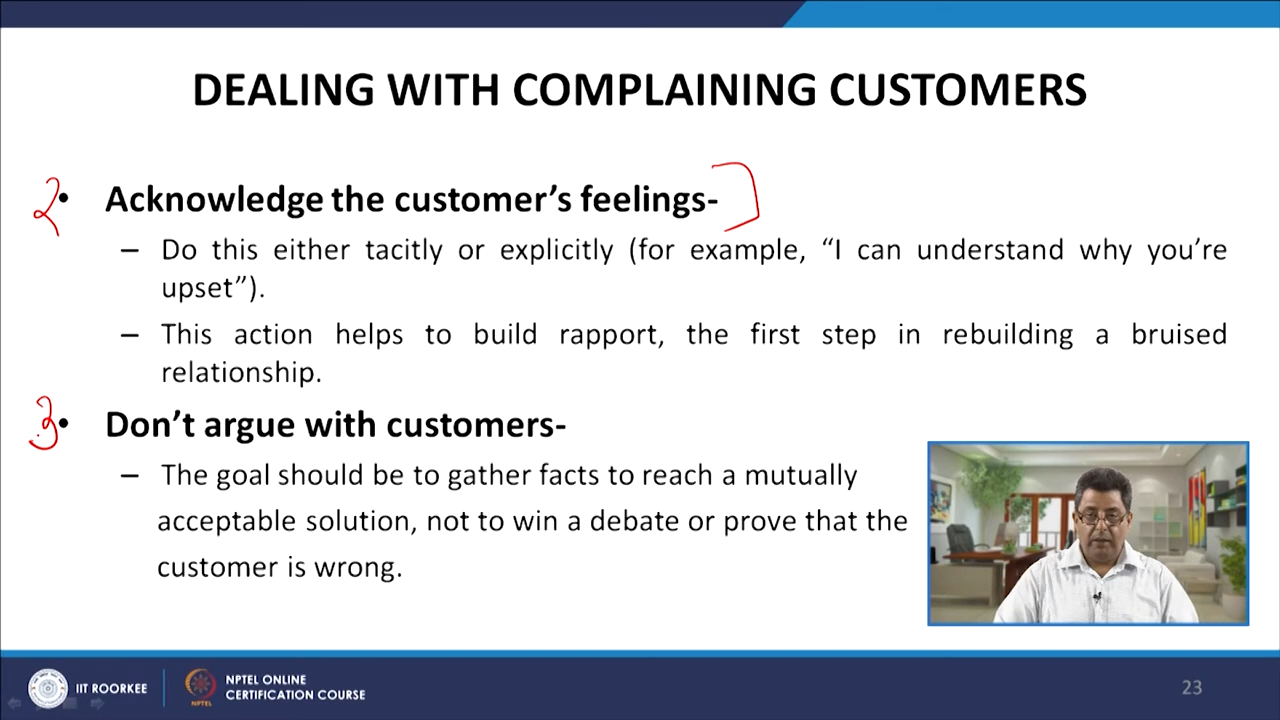 DEALING WITH COMPLAINING CUSTOMERS
2 • Acknowledge the customer’s feelings-
– Do this either tacitly or explicitly (for example, “I can understand why you’re
upset”).
– This action helps to build rapport, the first step in rebuilding a bruised
relationship.
3 • Don’t argue with customers-
– The goal should be to gather facts to reach a mutually
acceptable solution, not to win a debate or prove that the
customer is wrong.
IIT ROORKEE
NPTEL
NPTEL ONLINE
CERTIFICATION COURSE
23